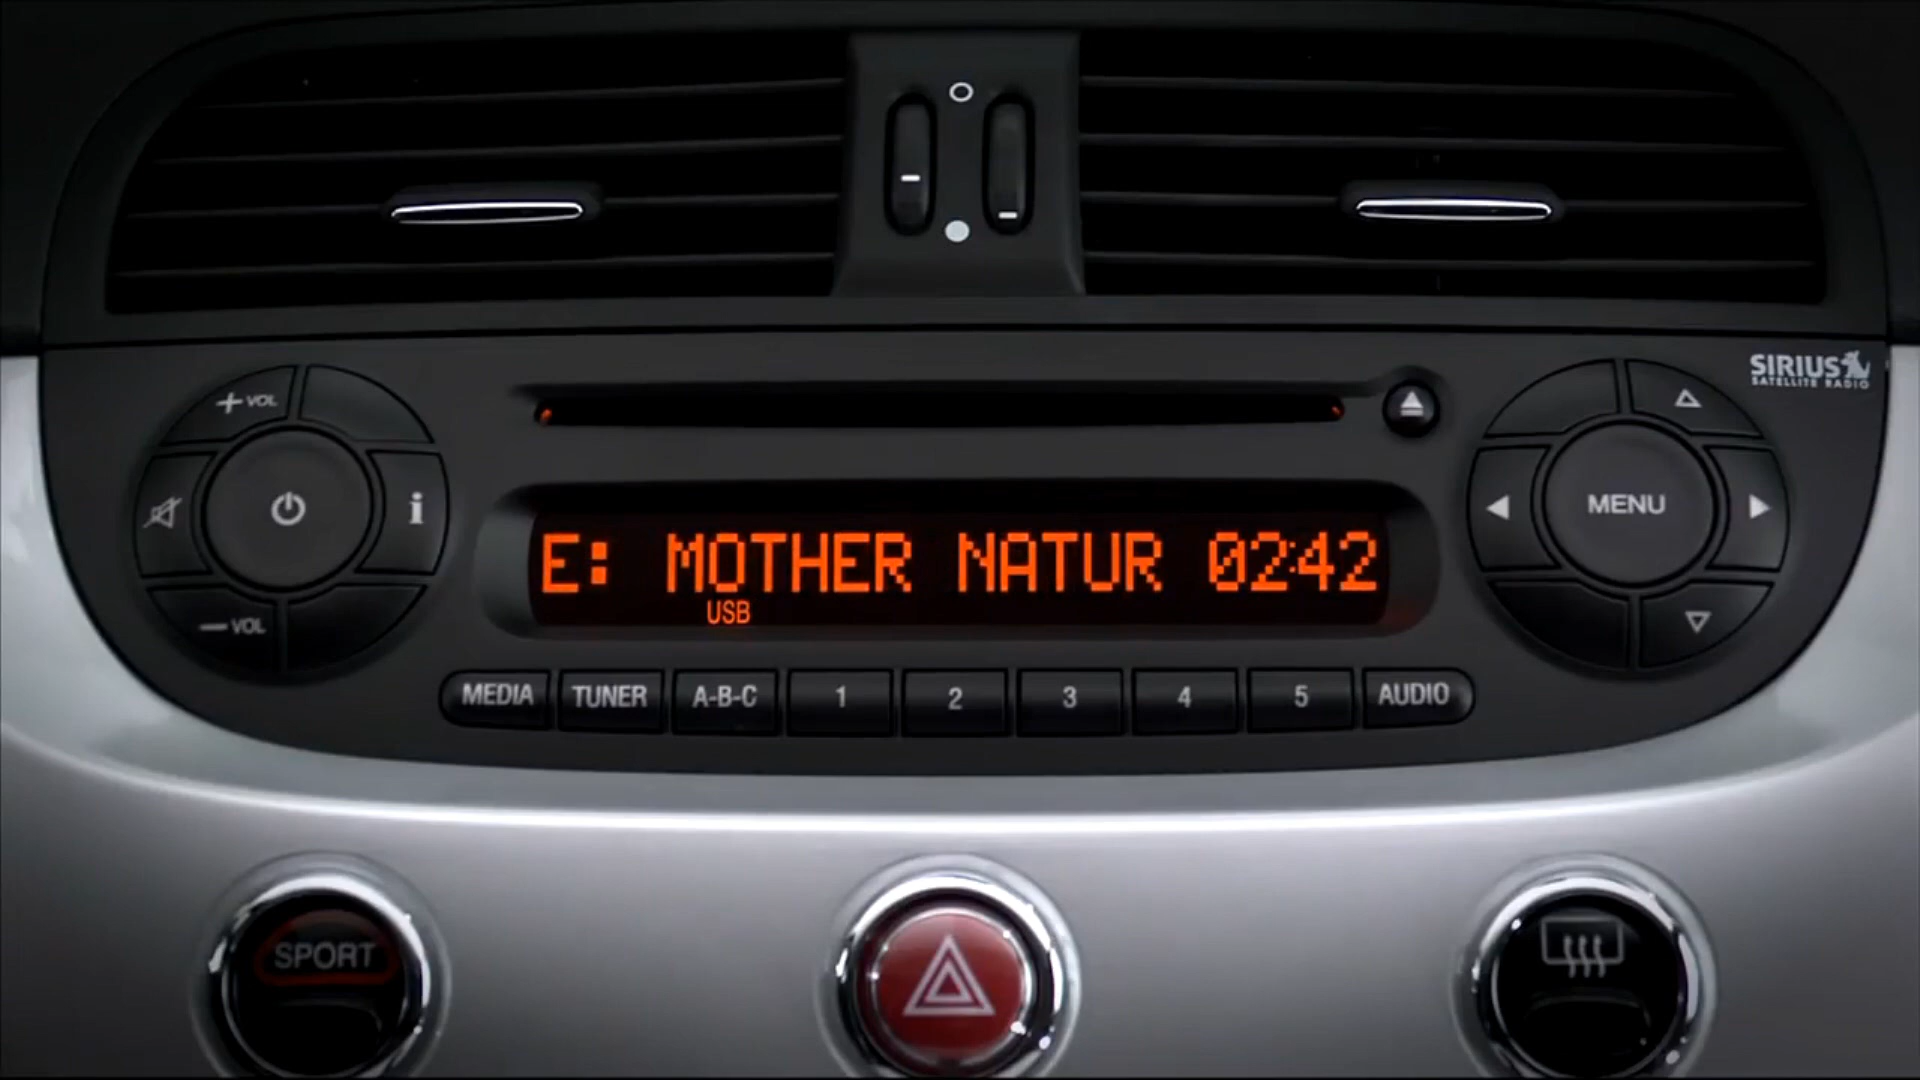 SIRIUS
SATELLITE RADIO
+ VOL
i
MENU
E: MOTHER NATUR 02:42
USB
— VOL
MEDIA TUNER A-B-C 1 2 3 4 5 AUDIO
SPORT